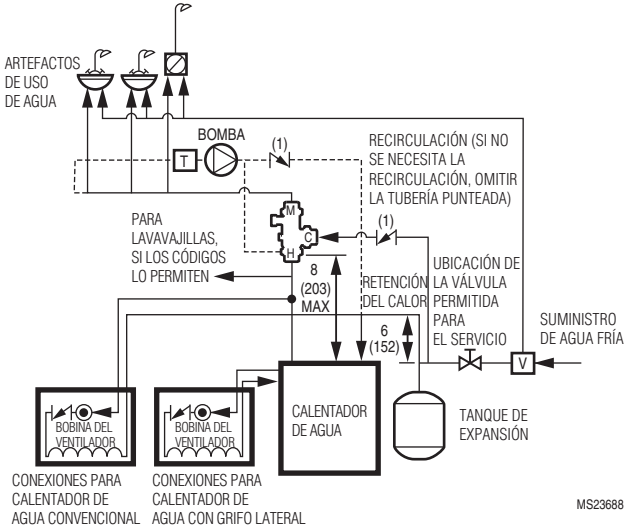 ARTEFACTOS
DE USO
DE AGUA
BOMBA
(1)
T
RECIRCULACIÓN (SI NO
SE NECESITA LA
RECIRCULACIÓN, OMITIR
LA TUBERÍA PUNTEADA)
M
C
H
(1)
PARA
LAVAVAJILLAS,
SI LOS CÓDIGOS
LO PERMITEN
8
(203)
MAX
RETENCIÓN
DEL CALOR
UBICACIÓN DE
LA VÁLVULA
PERMITIDA
PARA
EL SERVICIO
6
(152)
SUMINISTRO
DE AGUA FRÍA
V
BOBINA DEL
VENTILADOR
BOBINA DEL
VENTILADOR
CALENTADOR
DE AGUA
TANQUE DE
EXPANSIÓN
CONEXIONES PARA
CALENTADOR DE
AGUA CONVENCIONAL
CONEXIONES PARA
CALENTADOR DE
AGUA CON GRIFO LATERAL
MS23688